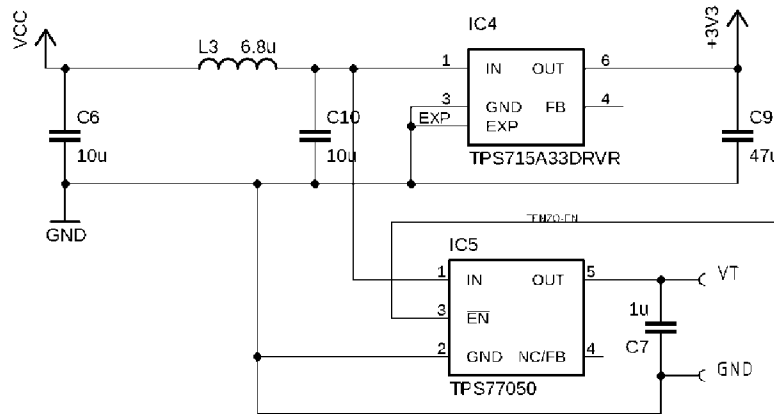 VCC
L3 6.8u
IC4
+3V3
1 IN OUT 6
3 GND FB 4
EXP EXP
TPS715A33DRVR
C6
10u
C10
10u
C9
47u
GND
TENZO-EN
IC5
1 IN OUT 5
3 EN
2 GND NC/FB 4
TPS77050
VT
1u
C7
GND